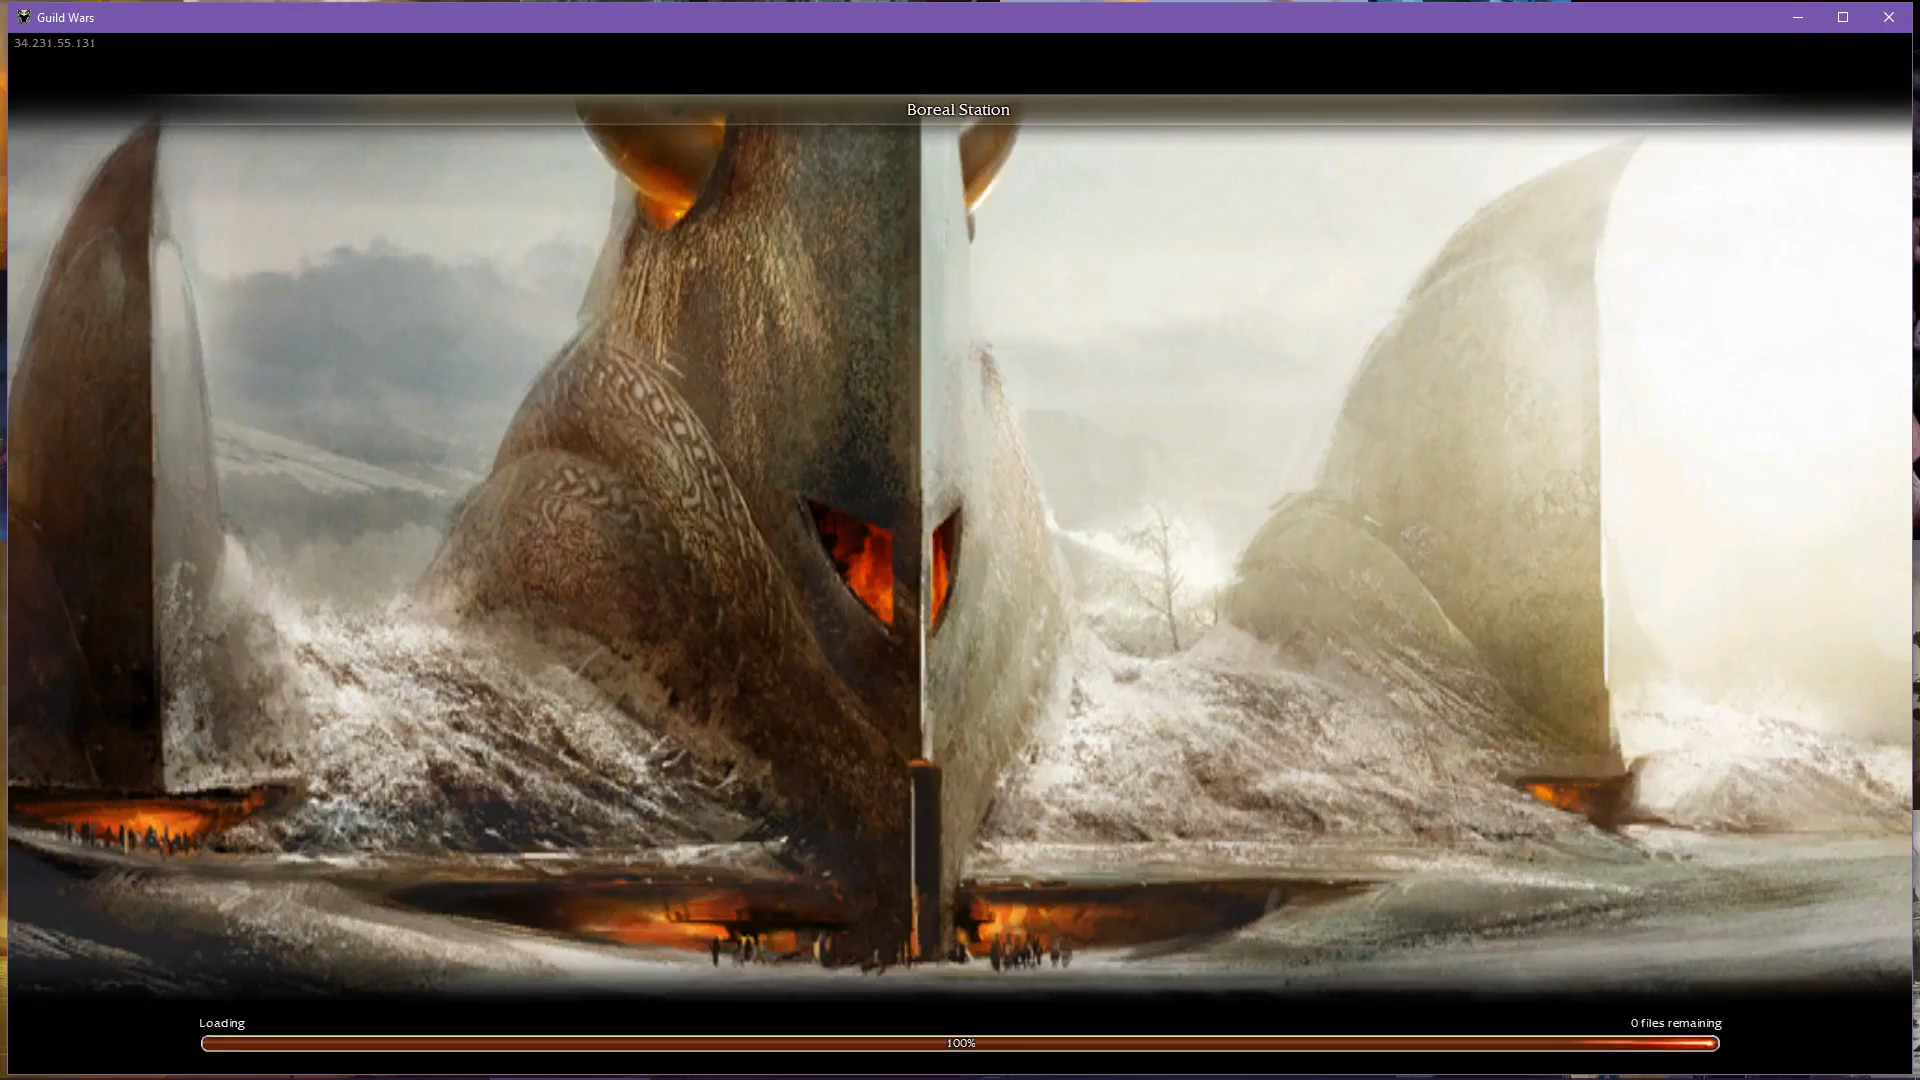 Guild Wars
34.231.55.131
Boreal Station
Loading
0 files remaining
100%